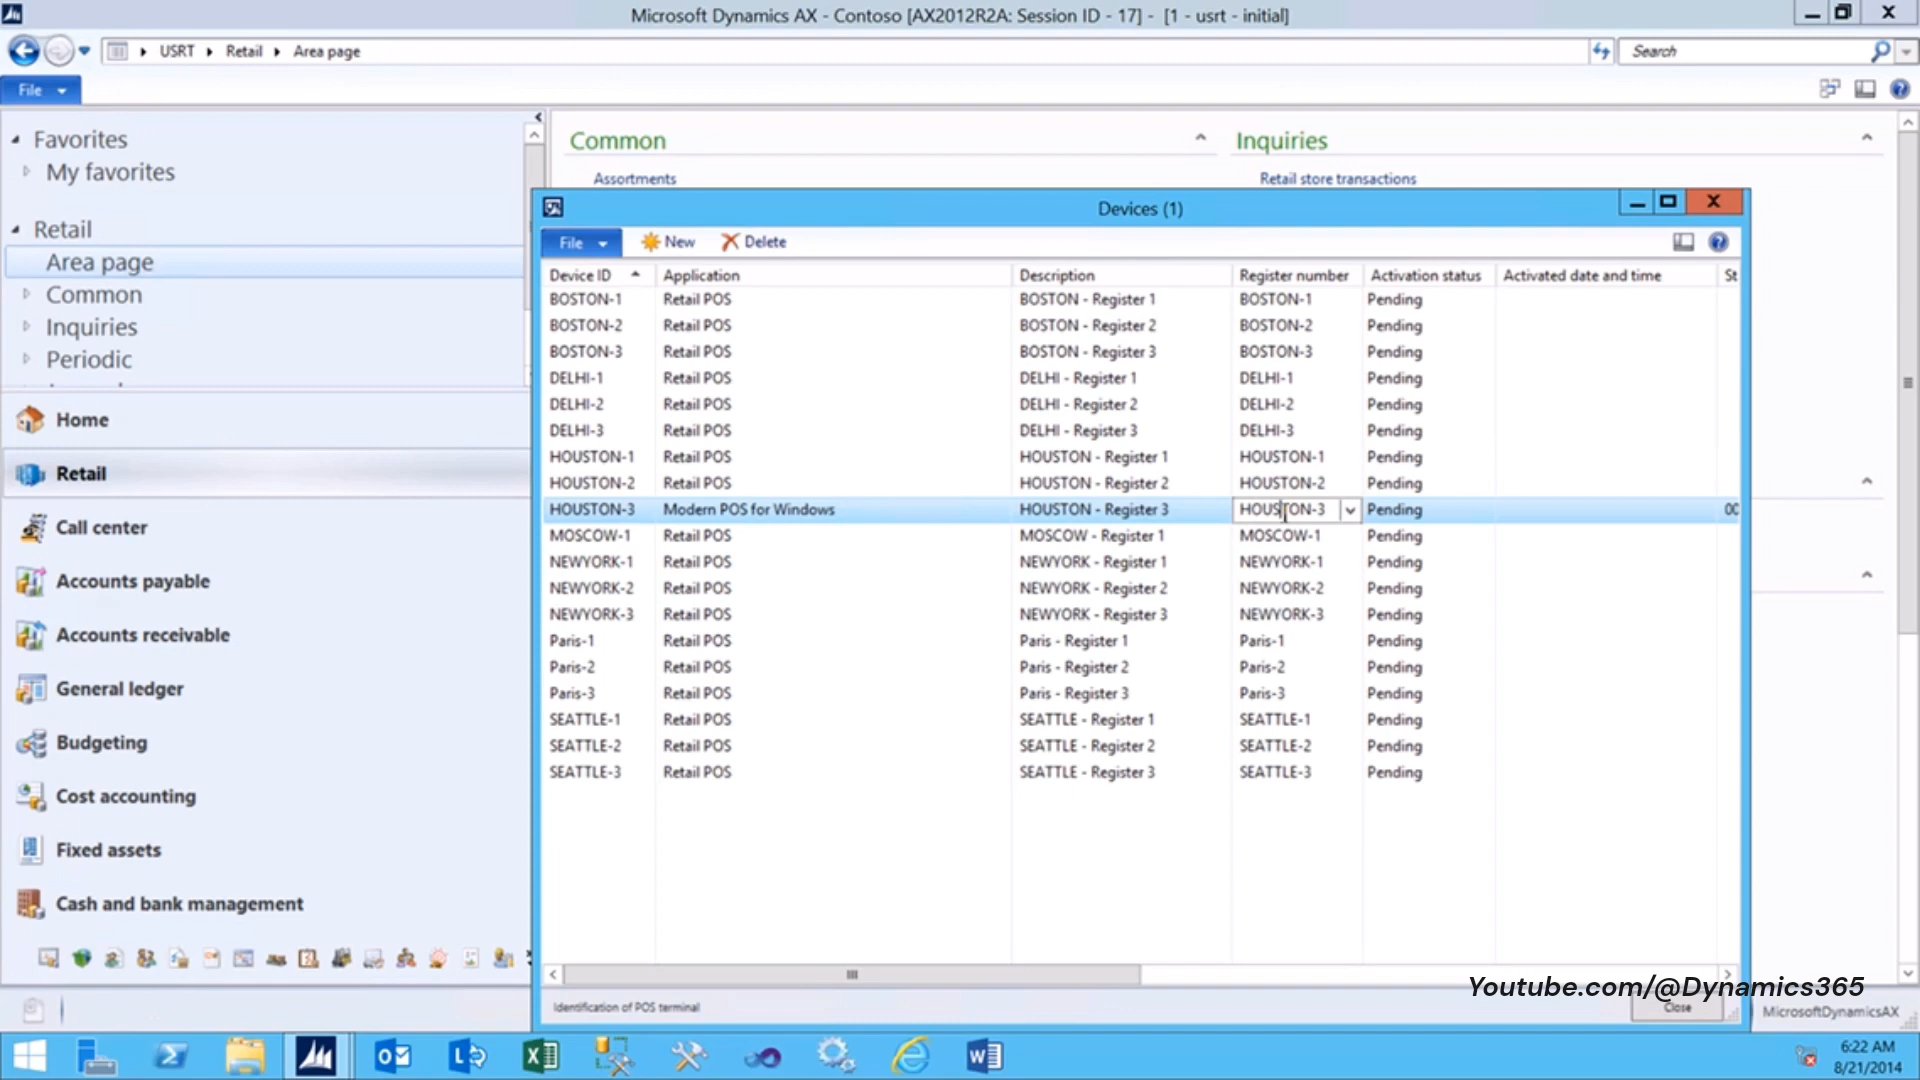 Microsoft Dynamics AX - Contoso [AX2012R2A: Session ID - 17] - [1 - usrt - initial]
USRT Retail Area page
Search
File
Favorites
My favorites
Retail
Area page
Common
Inquiries
Periodic
Home
Retail
Call center
Accounts payable
Accounts receivable
General ledger
Budgeting
Cost accounting
Fixed assets
Cash and bank management
Common
Assortments
Inquiries
Retail store transactions
Devices (1)
File New Delete
Device ID Application Description Register number Activation status Activated date and time St
BOSTON-1 Retail POS BOSTON - Register 1 BOSTON-1 Pending
BOSTON-2 Retail POS BOSTON - Register 2 BOSTON-2 Pending
BOSTON-3 Retail POS BOSTON - Register 3 BOSTON-3 Pending
DELHI-1 Retail POS DELHI - Register 1 DELHI-1 Pending
DELHI-2 Retail POS DELHI - Register 2 DELHI-2 Pending
DELHI-3 Retail POS DELHI - Register 3 DELHI-3 Pending
HOUSTON-1 Retail POS HOUSTON - Register 1 HOUSTON-1 Pending
HOUSTON-2 Retail POS HOUSTON - Register 2 HOUSTON-2 Pending
HOUSTON-3 Modern POS for Windows HOUSTON - Register 3 HOUSTON-3 Pending 00
MOSCOW-1 Retail POS MOSCOW - Register 1 MOSCOW-1 Pending
NEWYORK-1 Retail POS NEWYORK - Register 1 NEWYORK-1 Pending
NEWYORK-2 Retail POS NEWYORK - Register 2 NEWYORK-2 Pending
NEWYORK-3 Retail POS NEWYORK - Register 3 NEWYORK-3 Pending
Paris-1 Retail POS Paris - Register 1 Paris-1 Pending
Paris-2 Retail POS Paris - Register 2 Paris-2 Pending
Paris-3 Retail POS Paris - Register 3 Paris-3 Pending
SEATTLE-1 Retail POS SEATTLE - Register 1 SEATTLE-1 Pending
SEATTLE-2 Retail POS SEATTLE - Register 2 SEATTLE-2 Pending
SEATTLE-3 Retail POS SEATTLE - Register 3 SEATTLE-3 Pending
Youtube.com/@Dynamics365
Identification of POS terminal
Close
MicrosoftDynamicsAX
6:22 AM
8/21/2014